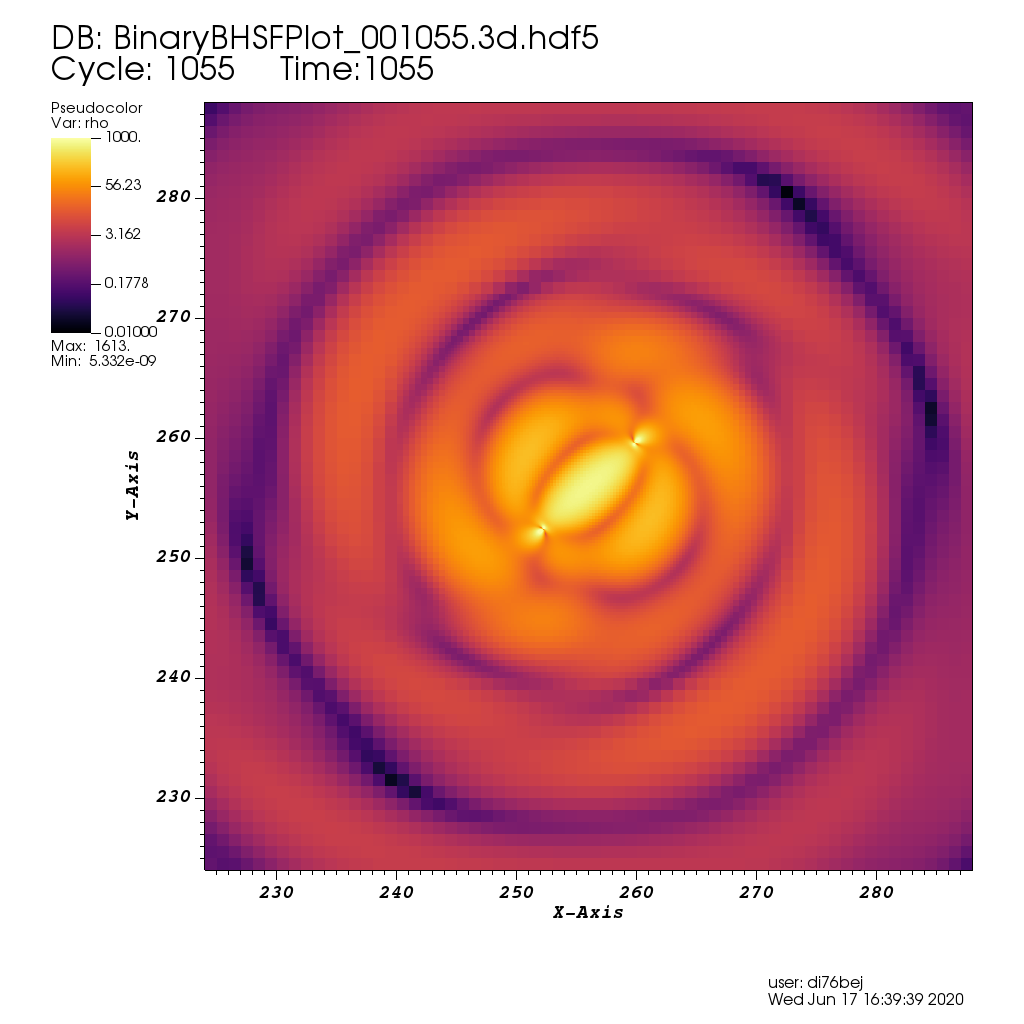 DB: BinaryBHSFPlot_001055.3d.hdf5
Cycle: 1055 Time:1055
Pseudocolor
Var: rho
1000.
56.23
3.162
0.1778
0.01000
Max: 1613.
Min: 5.332e-09
280
270
260
250
240
230
Y-Axis
230 240 250 260 270 280
X-Axis
user: di76bej
Wed Jun 17 16:39:39 2020